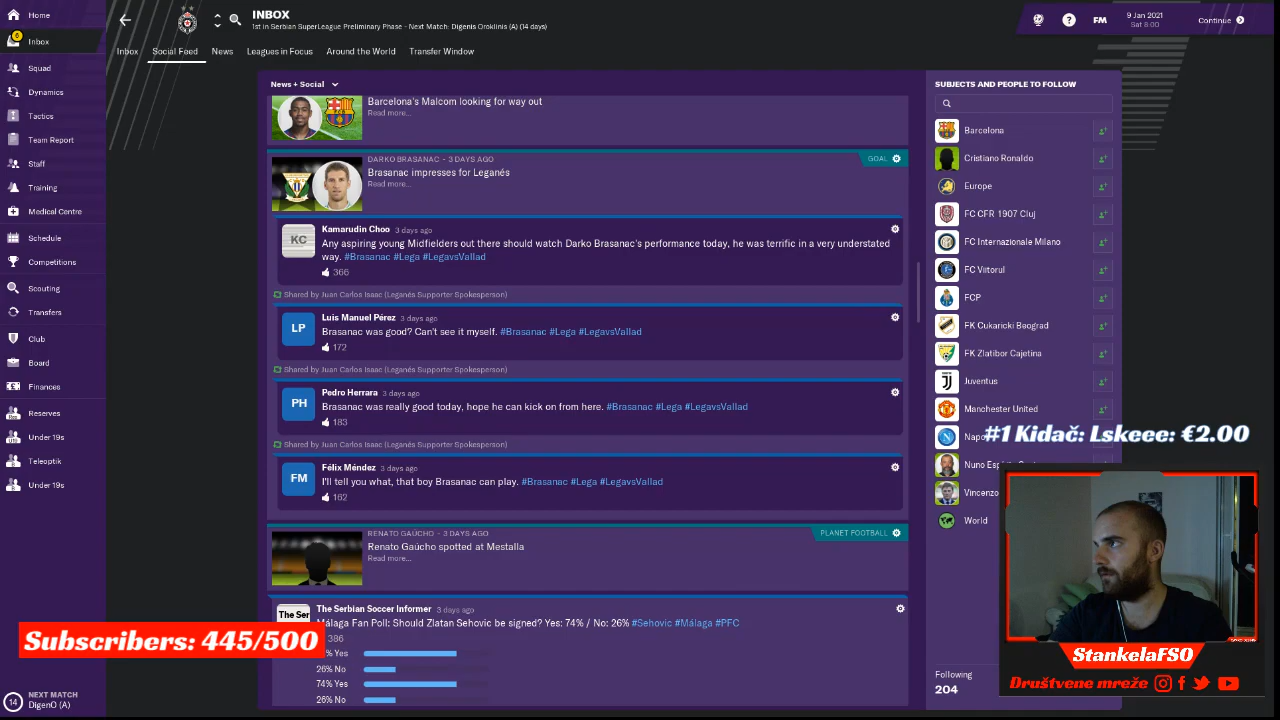 Home
6
Inbox
Squad
Dynamics
Tactics
Team Report
Staff
Training
Medical Centre
Schedule
Competitions
Scouting
Transfers
Club
Board
Finances
Reserves
Under 19s
Teleoptik
Under 19s
14
NEXT MATCH
DigenO (A)
INBOX
1st in Serbian SuperLeague Preliminary Phase - Next Match: Digenis Oroklinis (A) (14 days)
?
FM
9 Jan 2021
Sat 8:00
Continue
Inbox
Social Feed
News
Leagues in Focus
Around the World
Transfer Window
News + Social
Barcelona's Malcom looking for way out
Read more...
DARKO BRASANAC - 3 DAYS AGO
GOAL
Brasanac impresses for Leganés
Read more...
KC
Kamarudin Choo 3 days ago
Any aspiring young Midfielders out there should watch Darko Brasanac's performance today, he was terrific in a very understated
way. #Brasanac #Lega #LegavsVallad
366
Shared by Juan Carlos Isaac (Leganés Supporter Spokesperson)
LP
Luis Manuel Pérez 3 days ago
Brasanac was good? Can't see it myself. #Brasanac #Lega #LegavsVallad
172
Shared by Juan Carlos Isaac (Leganés Supporter Spokesperson)
PH
Pedro Herrara 3 days ago
Brasanac was really good today, hope he can kick on from here. #Brasanac #Lega #LegavsVallad
183
Shared by Juan Carlos Isaac (Leganés Supporter Spokesperson)
FM
Félix Méndez 3 days ago
I'll tell you what, that boy Brasanac can play. #Brasanac #Lega #LegavsVallad
162
RENATO GAÚCHO - 3 DAYS AGO
PLANET FOOTBALL
Renato Gaúcho spotted at Mestalla
Read more...
The Ser
The Serbian Soccer Informer 3 days ago
Málaga Fan Poll: Should Zlatan Sehovic be signed? Yes: 74% / No: 26% #Sehovic #Málaga #PFC
386
Yes
26% No
74% Yes
26% No
SUBJECTS AND PEOPLE TO FOLLOW
Barcelona
Cristiano Ronaldo
Europe
FC CFR 1907 Cluj
FC Internazionale Milano
FC Viitorul
FCP
FK Cukaricki Beograd
FK Zlatibor Cajetina
Juventus
Manchester United
Nuno
Vincenzo
World
Following
204
#1 Kidač: Lskeee: €2.00
Subscribers: 445/500
StankelaFSO
Društvene mreže